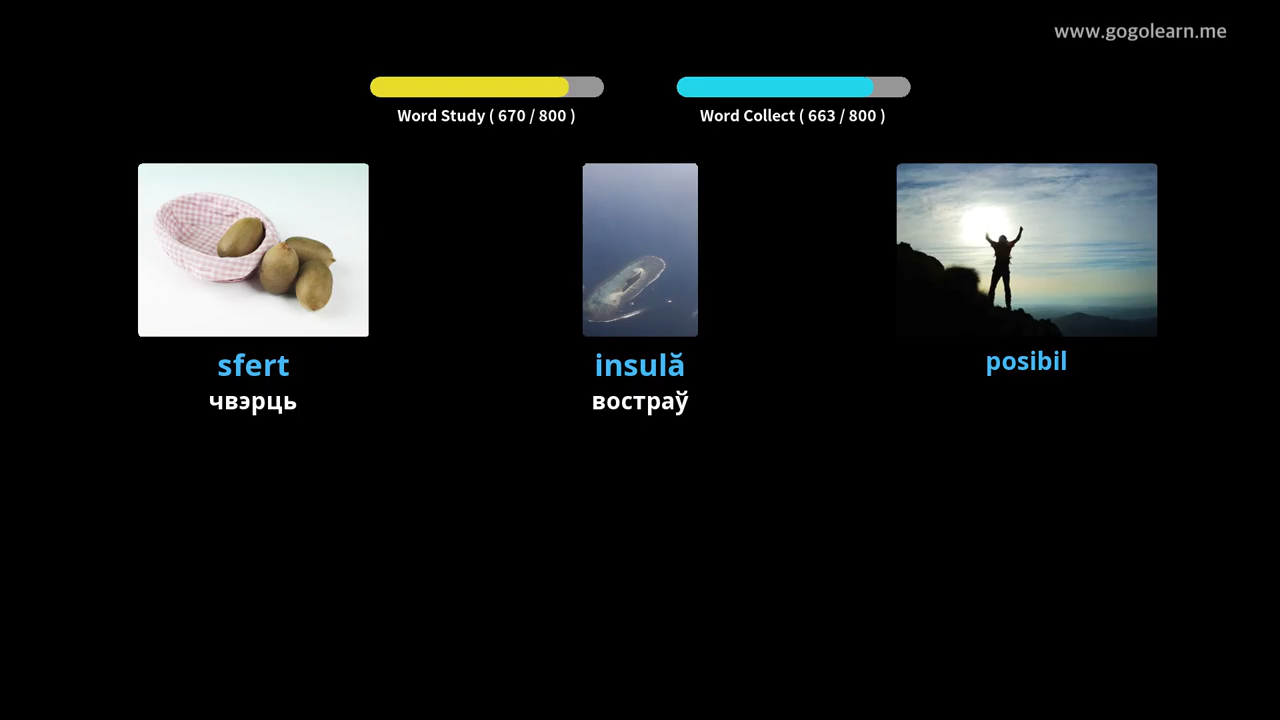 www.gogolearn.me
Word Study ( 670 / 800 )
Word Collect ( 663 / 800 )
sfert
чвэрць
insulă
востраў
posibil